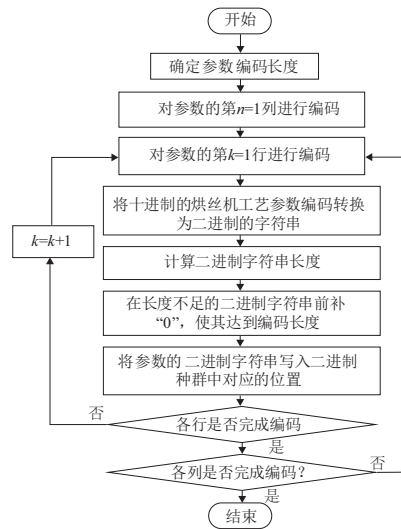 开始
确定参数编码长度
对参数的第n=1列进行编码
对参数的第k=1行进行编码
将十进制的烘丝机工艺参数编码转换
为二进制的字符串
k=k+1
计算二进制字符串长度
在长度不足的二进制字符串前补
“0”，使其达到编码长度
将参数的二进制字符串写入二进制
种群中对应的位置
否
各行是否完成编码
是
各列是否完成编码？
否
是
结束